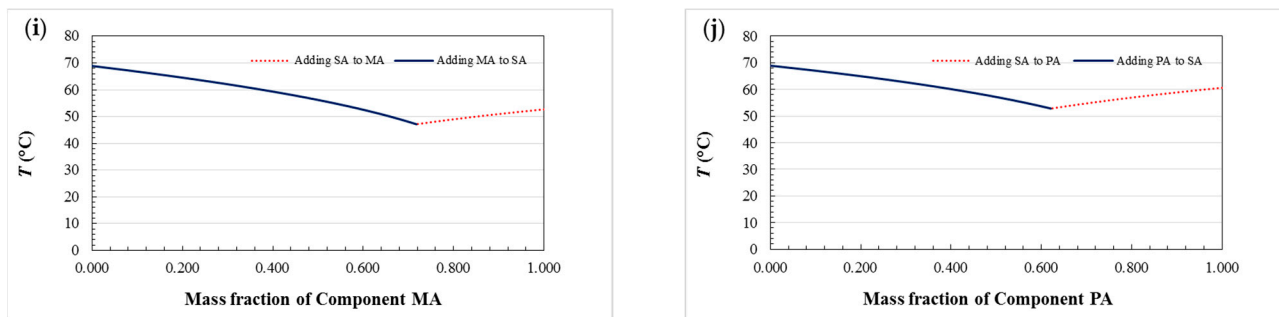 (i)
80
70
60
50
40
30
20
10
0
T (°C)
Adding SA to MA
Adding MA to SA
0.000 0.200 0.400 0.600 0.800 1.000
Mass fraction of Component MA
(j)
80
70
60
50
40
30
20
10
0
T (°C)
Adding SA to PA
Adding PA to SA
0.000 0.200 0.400 0.600 0.800 1.000
Mass fraction of Component PA